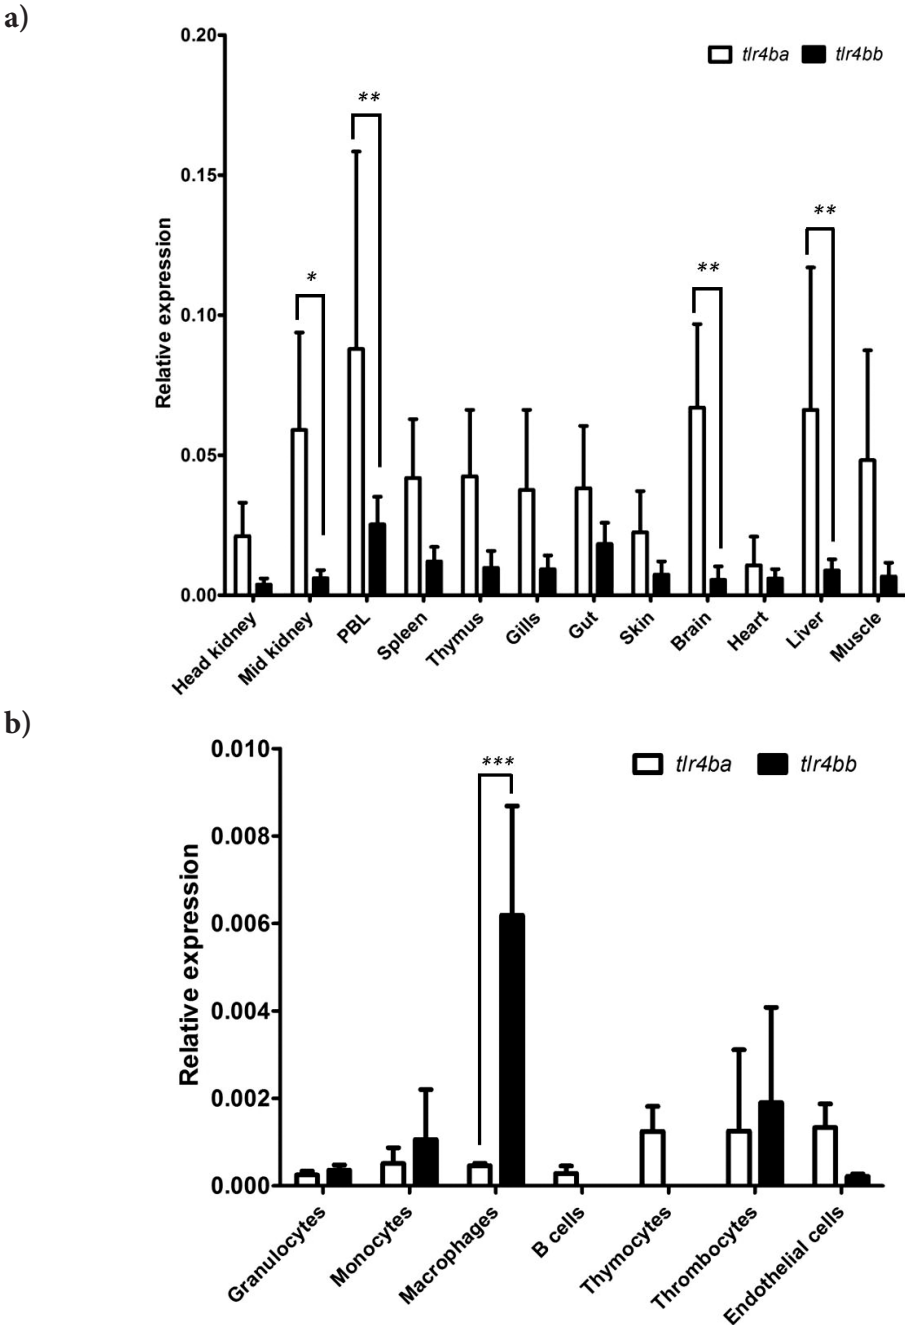 a)
0.20
0.15
0.10
0.05
0.00
Relative expression
tlr4ba tlr4bb
*
**
**
**
Head kidney
Mid kidney
PBL
Spleen
Thymus
Gills
Gut
Skin
Brain
Heart
Liver
Muscle
b)
0.010
0.008
0.006
0.004
0.002
0.000
Relative expression
tlr4ba tlr4bb
***
Granulocytes
Monocytes
Macrophages
B cells
Thymocytes
Thrombocytes
Endothelial cells